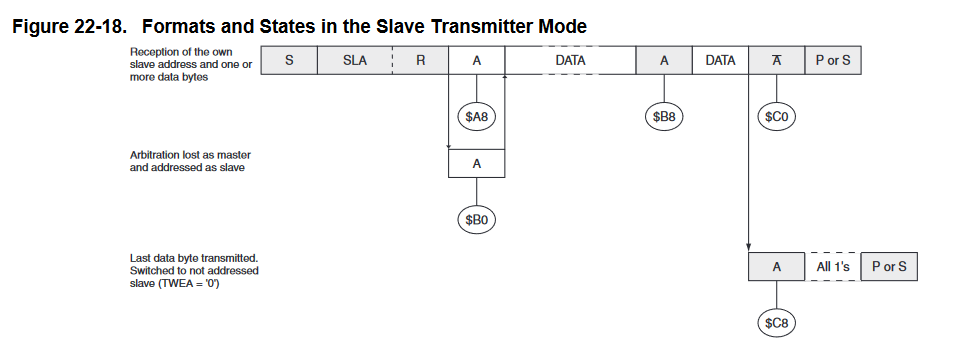 Figure 22-18. Formats and States in the Slave Transmitter Mode
Reception of the own
slave address and one or
more data bytes
S SLA R A DATA A DATA A̅ P or S
$A8 $B8 $C0
Arbitration lost as master
and addressed as slave
A
$B0
Last data byte transmitted.
Switched to not addressed
slave (TWEA = '0')
A All 1's P or S
$C8